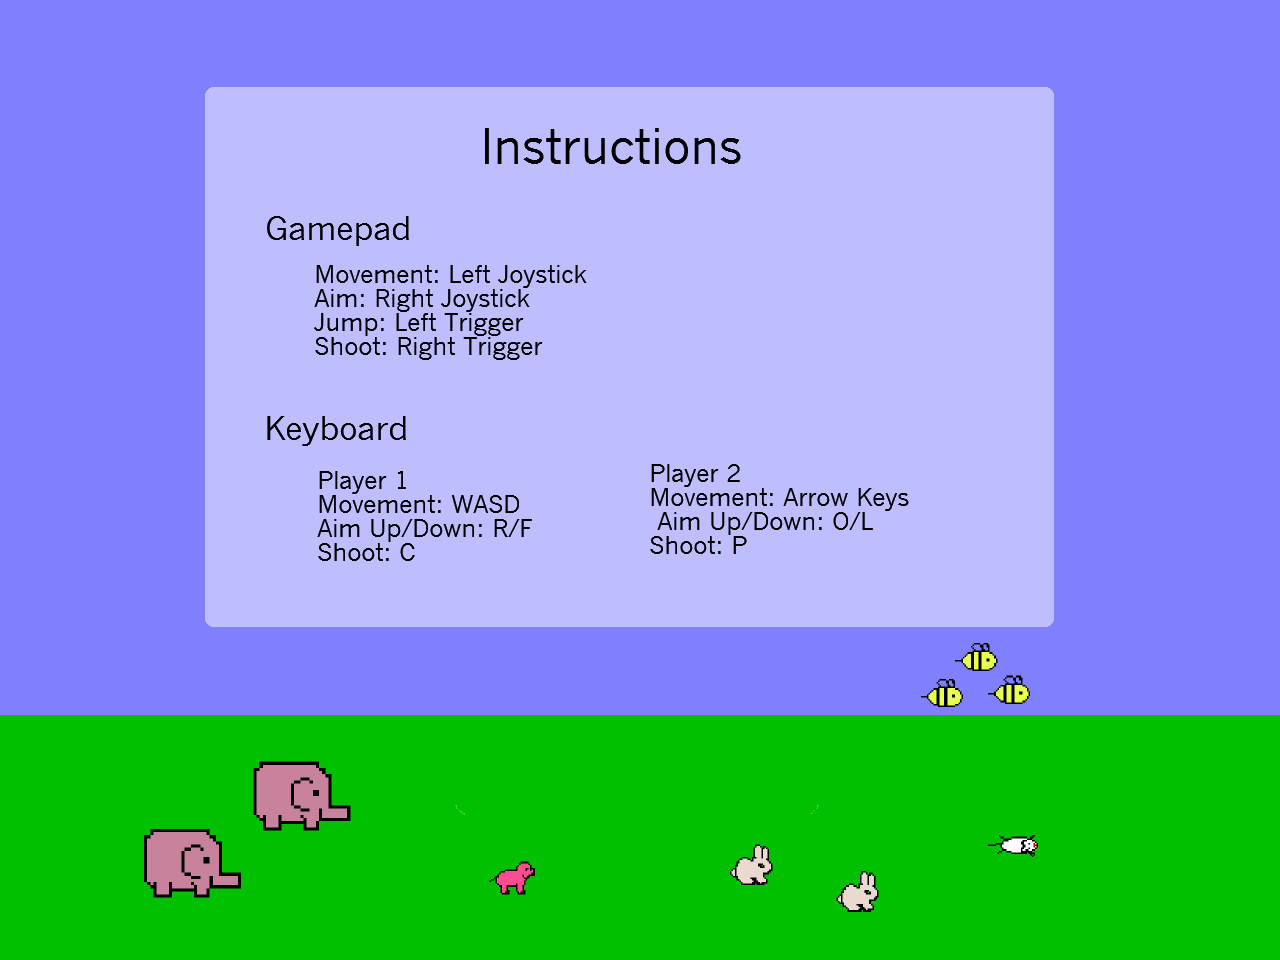 Instructions
Gamepad
Movement: Left Joystick
Aim: Right Joystick
Jump: Left Trigger
Shoot: Right Trigger
Keyboard
Player 1
Movement: WASD
Aim Up/Down: R/F
Shoot: C
Player 2
Movement: Arrow Keys
Aim Up/Down: O/L
Shoot: P